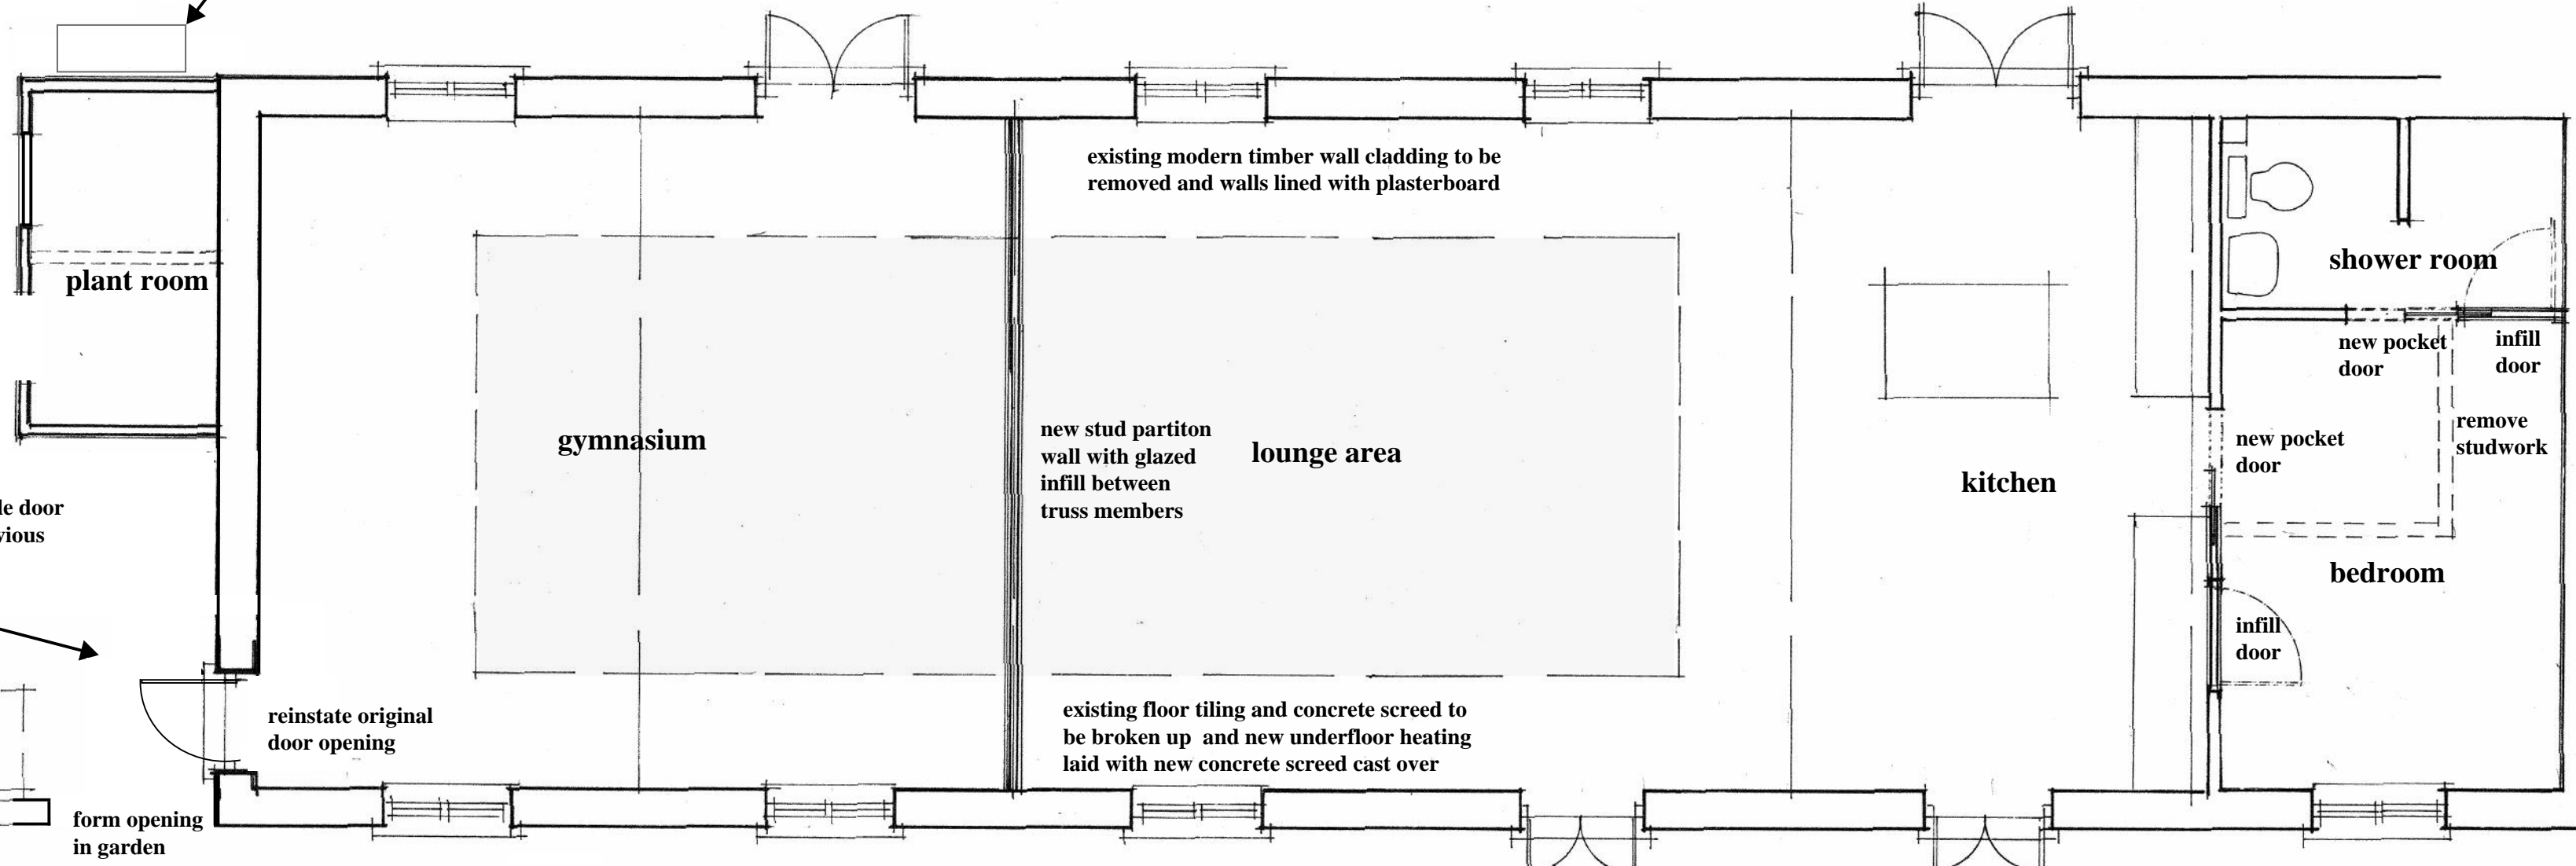 existing modern timber wall cladding to be
removed and walls lined with plasterboard
plant room
shower room
new pocket
door
infill
door
gymnasium
new stud partiton
wall with glazed
infill between
truss members
lounge area
kitchen
new pocket
door
remove
studwork
door
bedroom
infill
door
reinstate original
door opening
existing floor tiling and concrete screed to
be broken up and new underfloor heating
laid with new concrete screed cast over
form opening
in garden